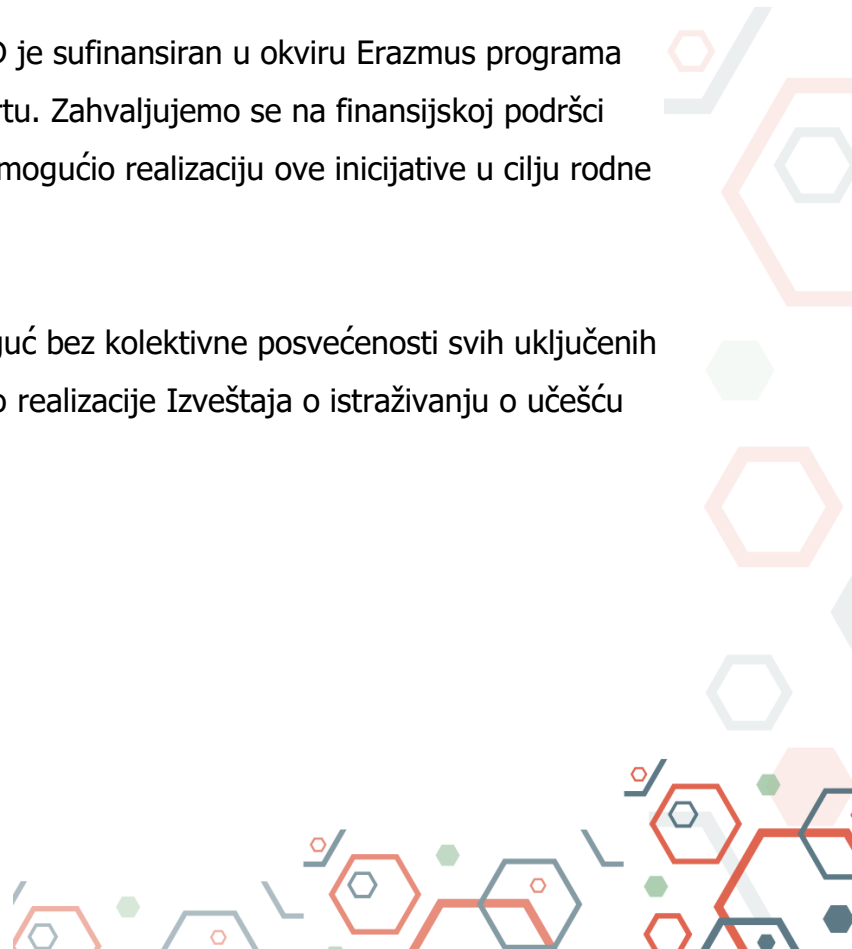 je sufinansiran u okviru Erazmus programa
rtu. Zahvaljujemo se na finansijskoj podršci
mogućio realizaciju ove inicijative u cilju rodne
guć bez kolektivne posvećenosti svih uključenih
realizacije Izveštaja o istraživanju o učešću